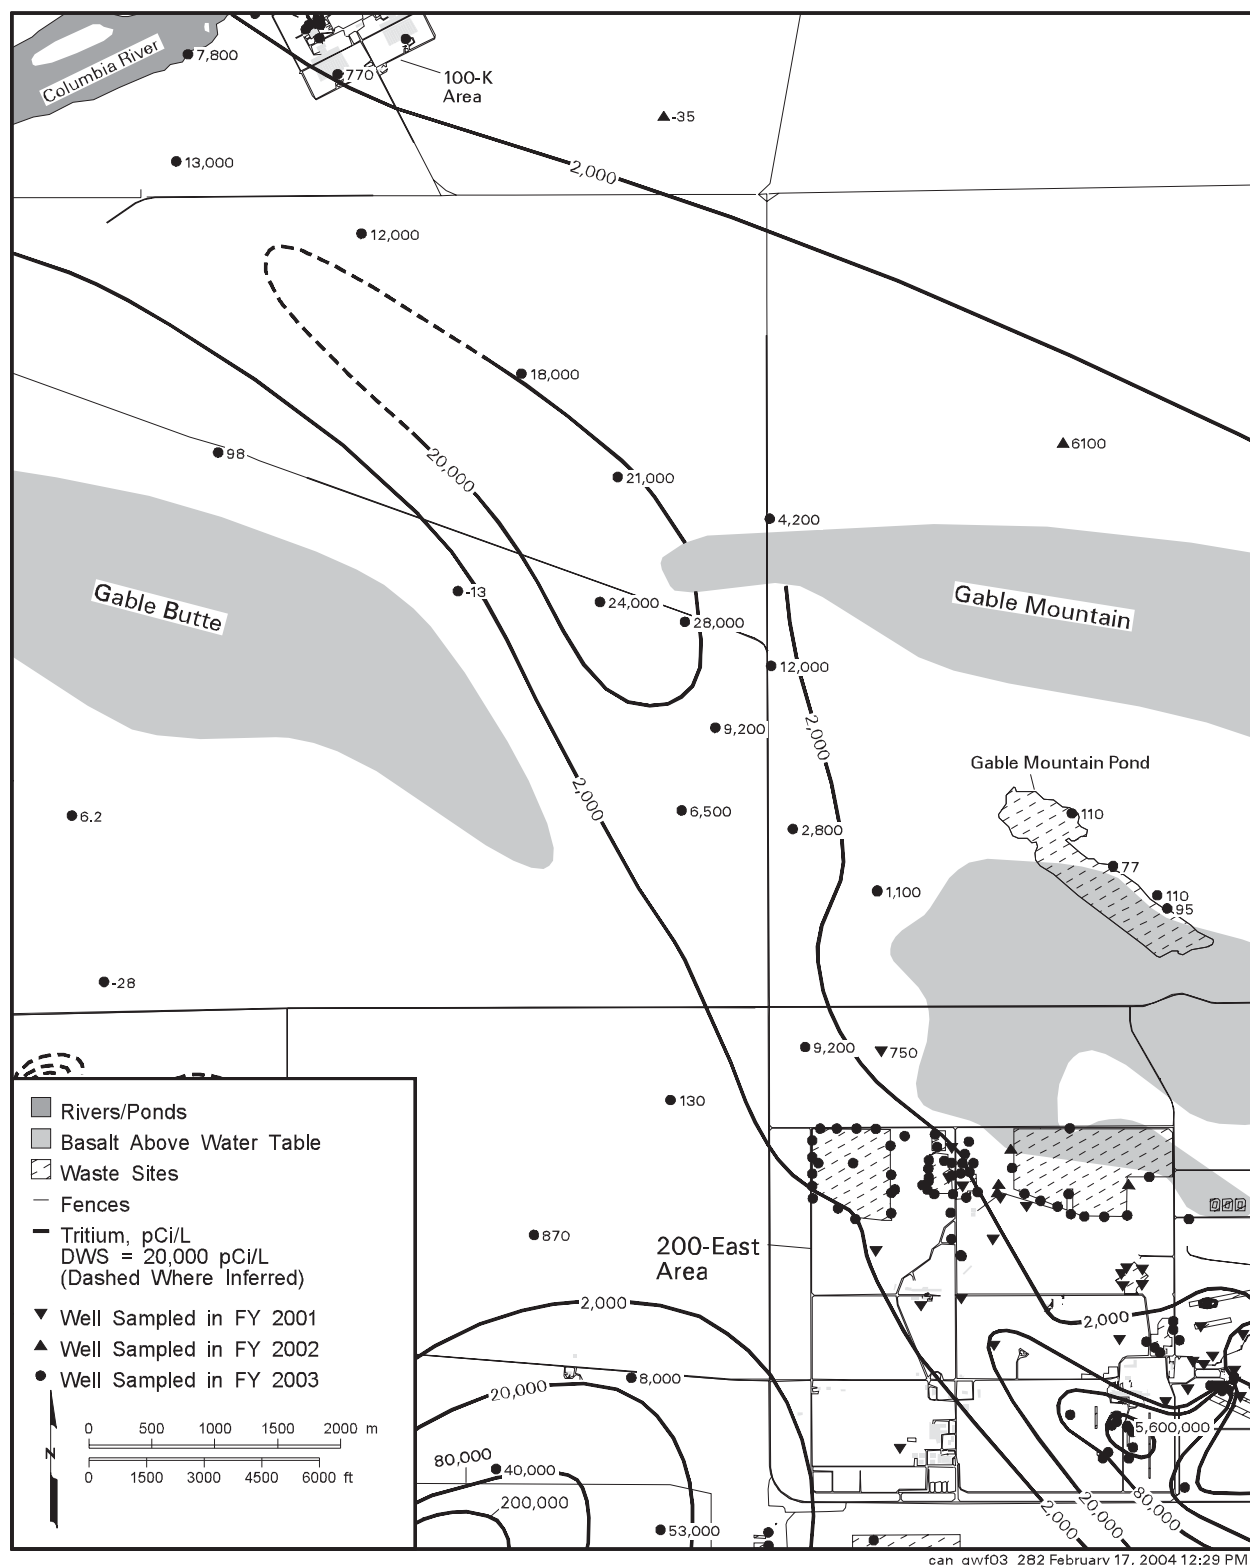 Columbia River
7,800
770
100-K
Area
-35
13,000
2,000
12,000
18,000
98
20,000
21,000
6100
4,200
Gable Butte
-13
24,000
28,000
Gable Mountain
12,000
9,200
2,000
Gable Mountain Pond
2,000
6.2
6,500
2,800
110
77
1,100
110
95
-28
9,200
750
130
Rivers/Ponds
Basalt Above Water Table
Waste Sites
Fences
Tritium, pCi/L
DWS = 20,000 pCi/L
(Dashed Where Inferred)
Well Sampled in FY 2001
Well Sampled in FY 2002
Well Sampled in FY 2003
N
0 500 1000 1500 2000 m
0 1500 3000 4500 6000 ft
870
200-East
Area
2,000
2,000
8,000
20,000
5,600,000
80,000
40,000
200,000
53,000
2,000
20,000
80,000
can_gwf03_282 February 17, 2004 12:29 PM